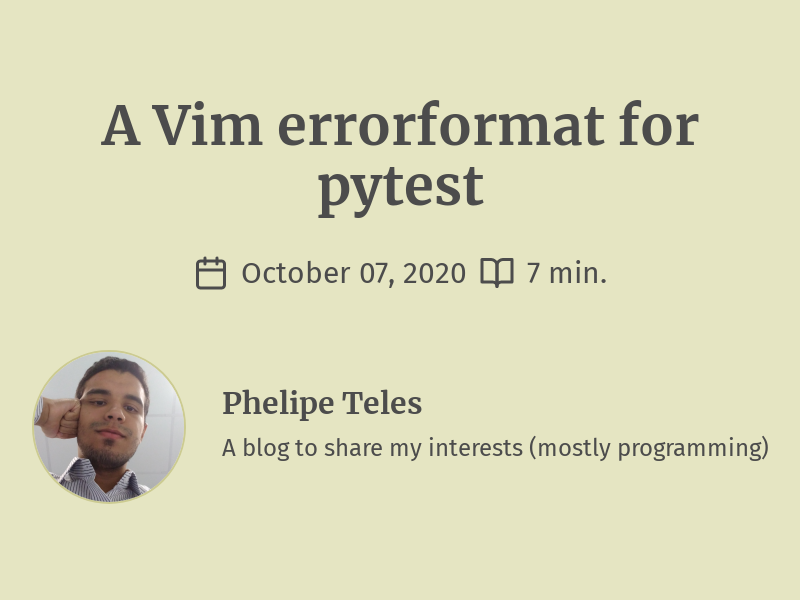 A Vim errorformat for
pytest
October 07, 2020 7 min.
Phelipe Teles
A blog to share my interests (mostly programming)